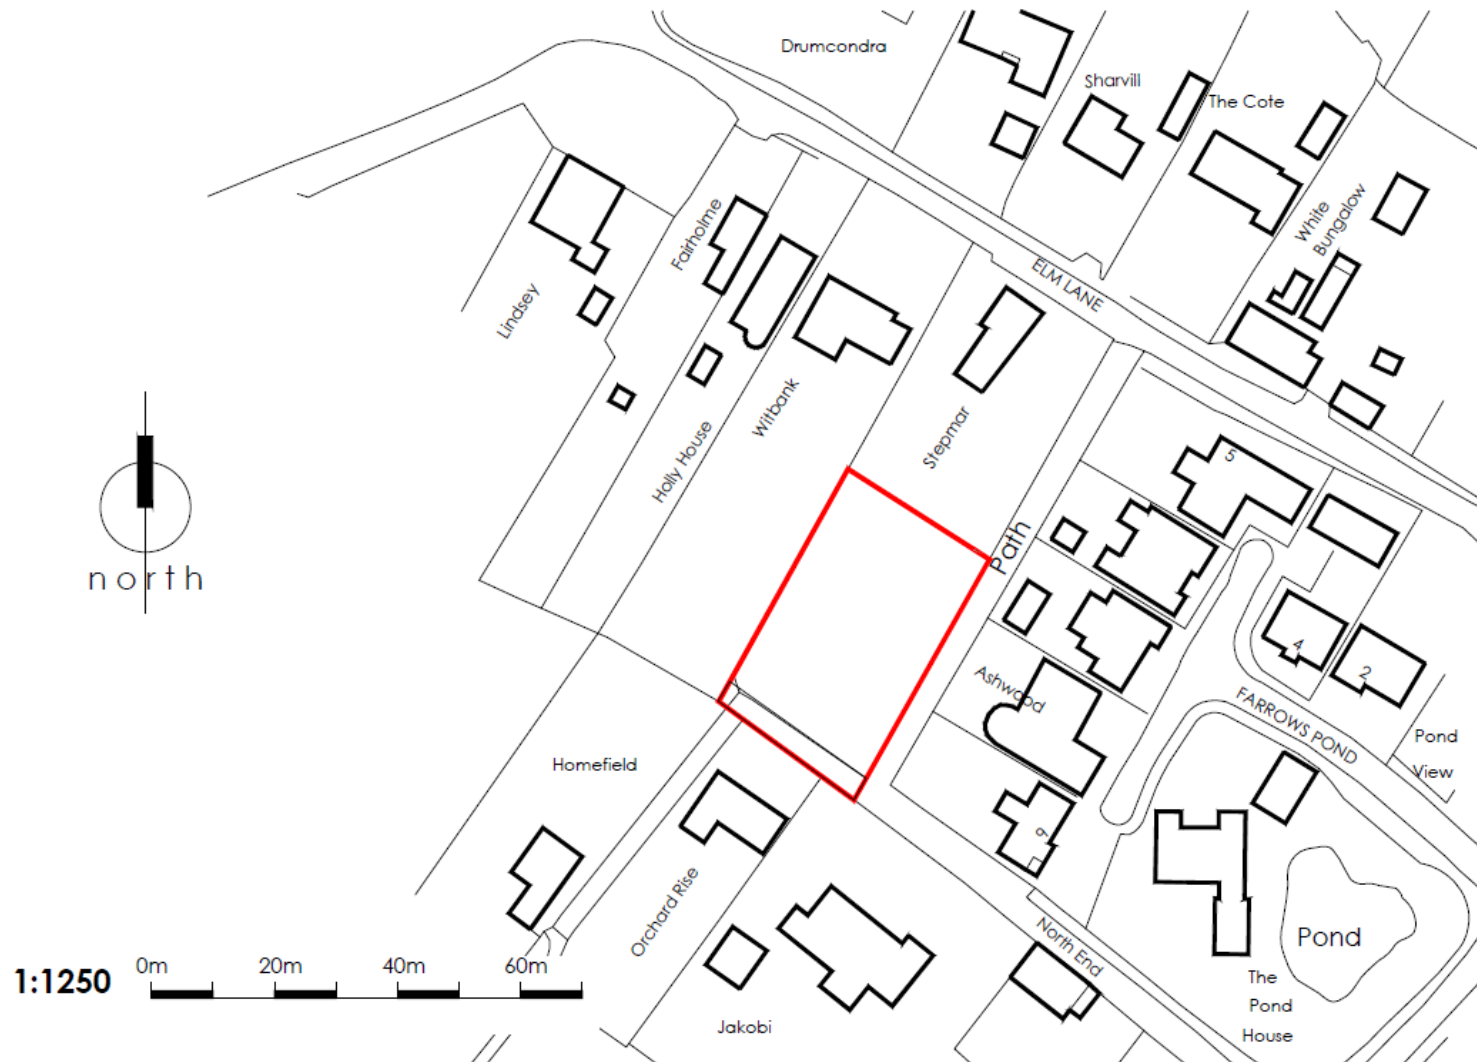 Drumcondra
Sharvill
The Cote
White
Bungalow
Fairholme
Lindsey
ELM LANE
Witbank
Holly House
Stepmar
5
Path
north
4
2
Ashwood
FARROWS POND
Pond
View
Homefield
6
Orchard Rise
North End
Pond
The
Pond
House
Jakobi
1:1250
0m 20m 40m 60m